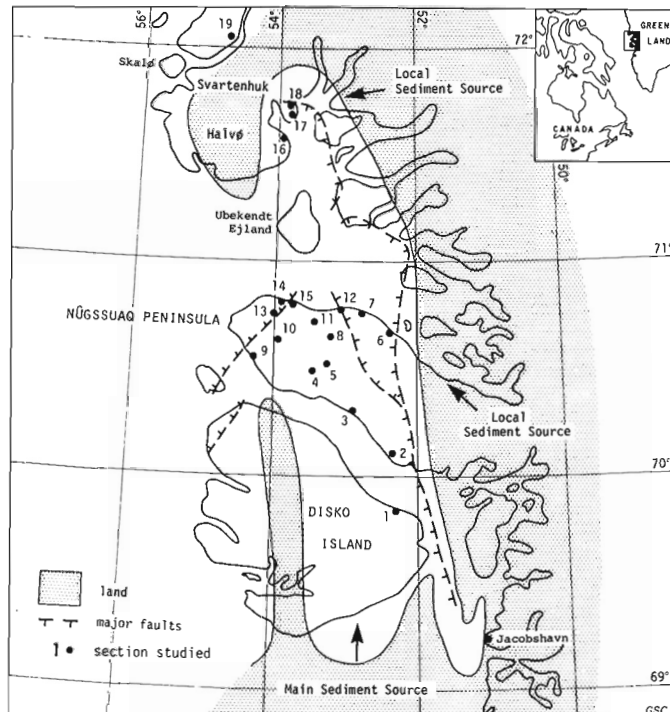 56°
19
54°
52°
72°
GREEN
LAND
CANADA
Skalø
Svartenhuk
Halvø
Local
Sediment Source
18
17
16
50°
Ubekendt
Ejland
71°
NÛGSSUAQ PENINSULA
14
15
13
12
7
11
10
8
6
D
9
4
5
3
Local
Sediment Source
2
70°
1
DISKO
ISLAND
land
major faults
1 • section studied
Jacobshavn
Main Sediment Source
69°
GSC